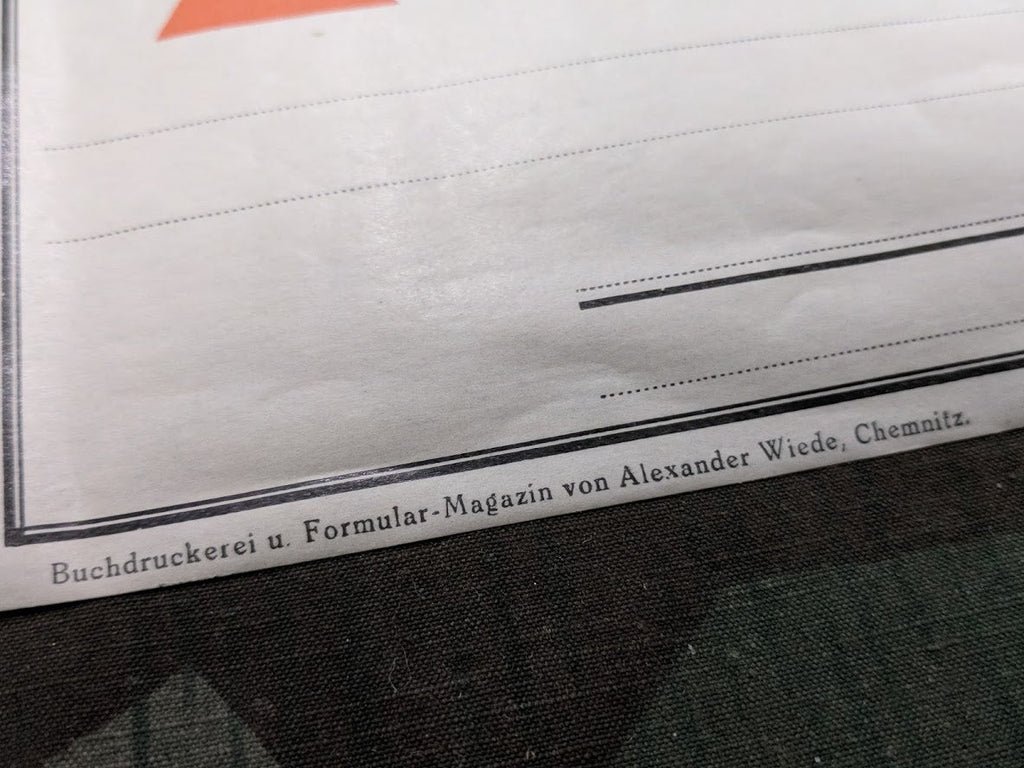 Buchdruckerei u. Formular-Magazin von Alexander Wiede, Chemnitz.